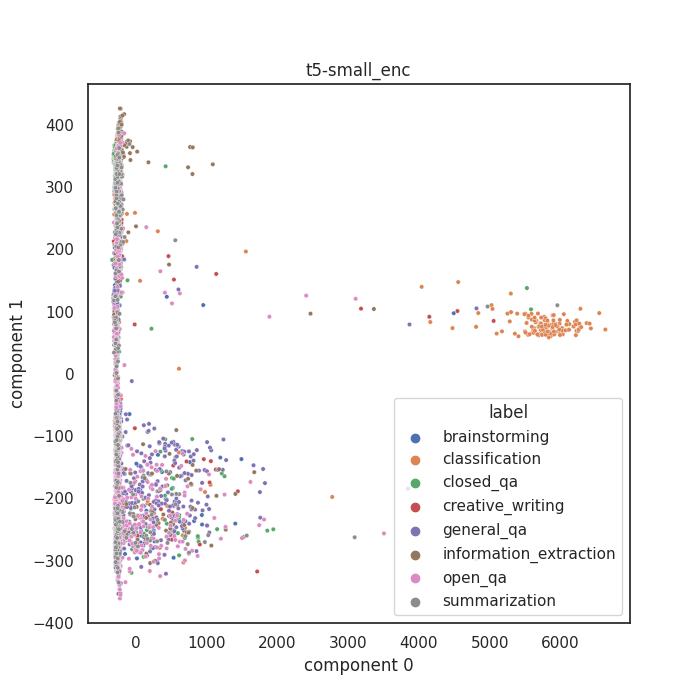 t5-small_enc
400
300
200
100
0
−100
−200
−300
−400
component 1
label
brainstorming
classification
closed_qa
creative_writing
general_qa
information_extraction
open_qa
summarization
0 1000 2000 3000 4000 5000 6000
component 0